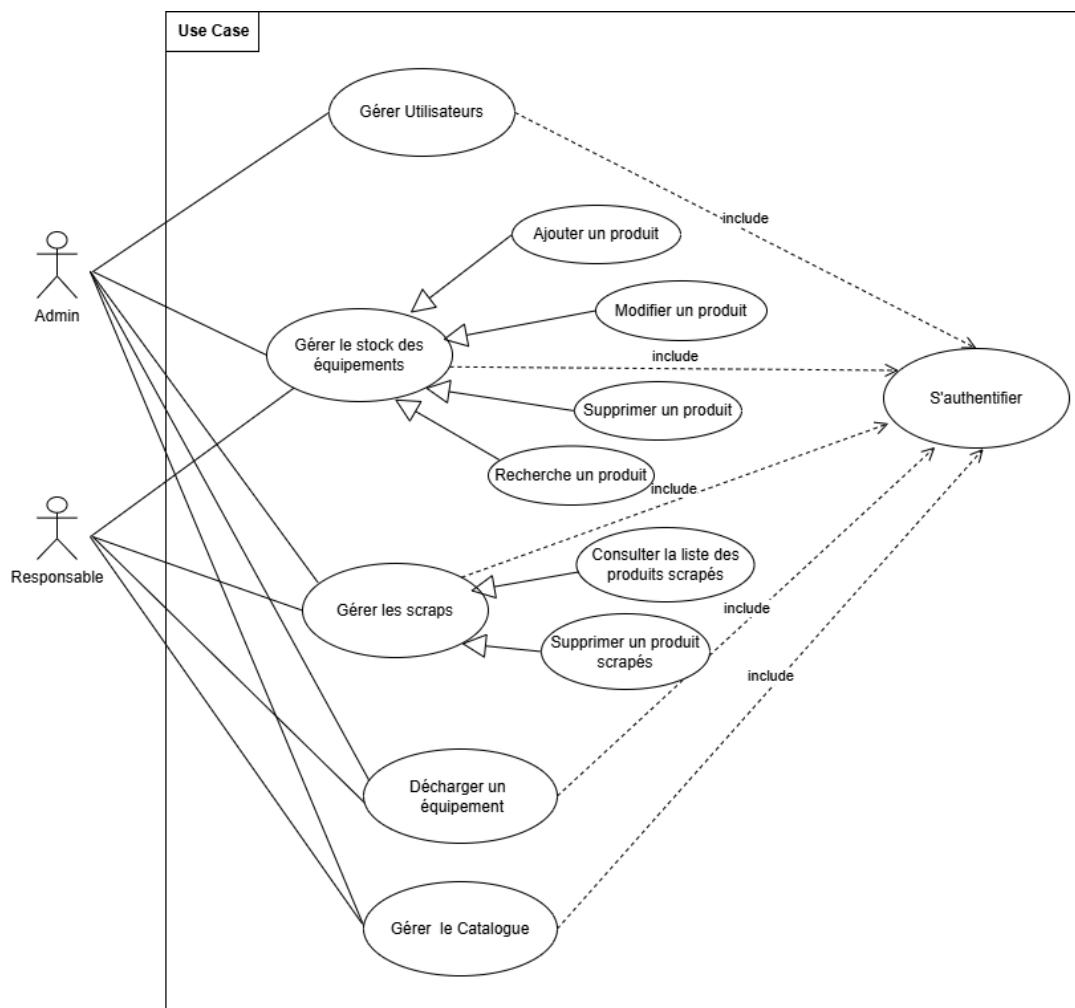 Use Case
Gérer Utilisateurs
include
Ajouter un produit
Admin
Modifier un produit
Gérer le stock des
équipements
include
S'authentifier
Supprimer un produit
Recherche un produit
include
Responsable
Consulter la liste des
produits scrapés
Gérer les scraps
include
Supprimer un produit
scrapés
include
Décharger un
équipement
Gérer le Catalogue